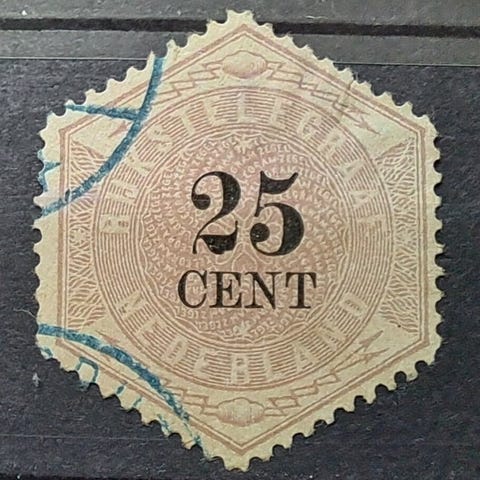 RIJKSTELEGRAAF
25
CENT
NEDERLAND